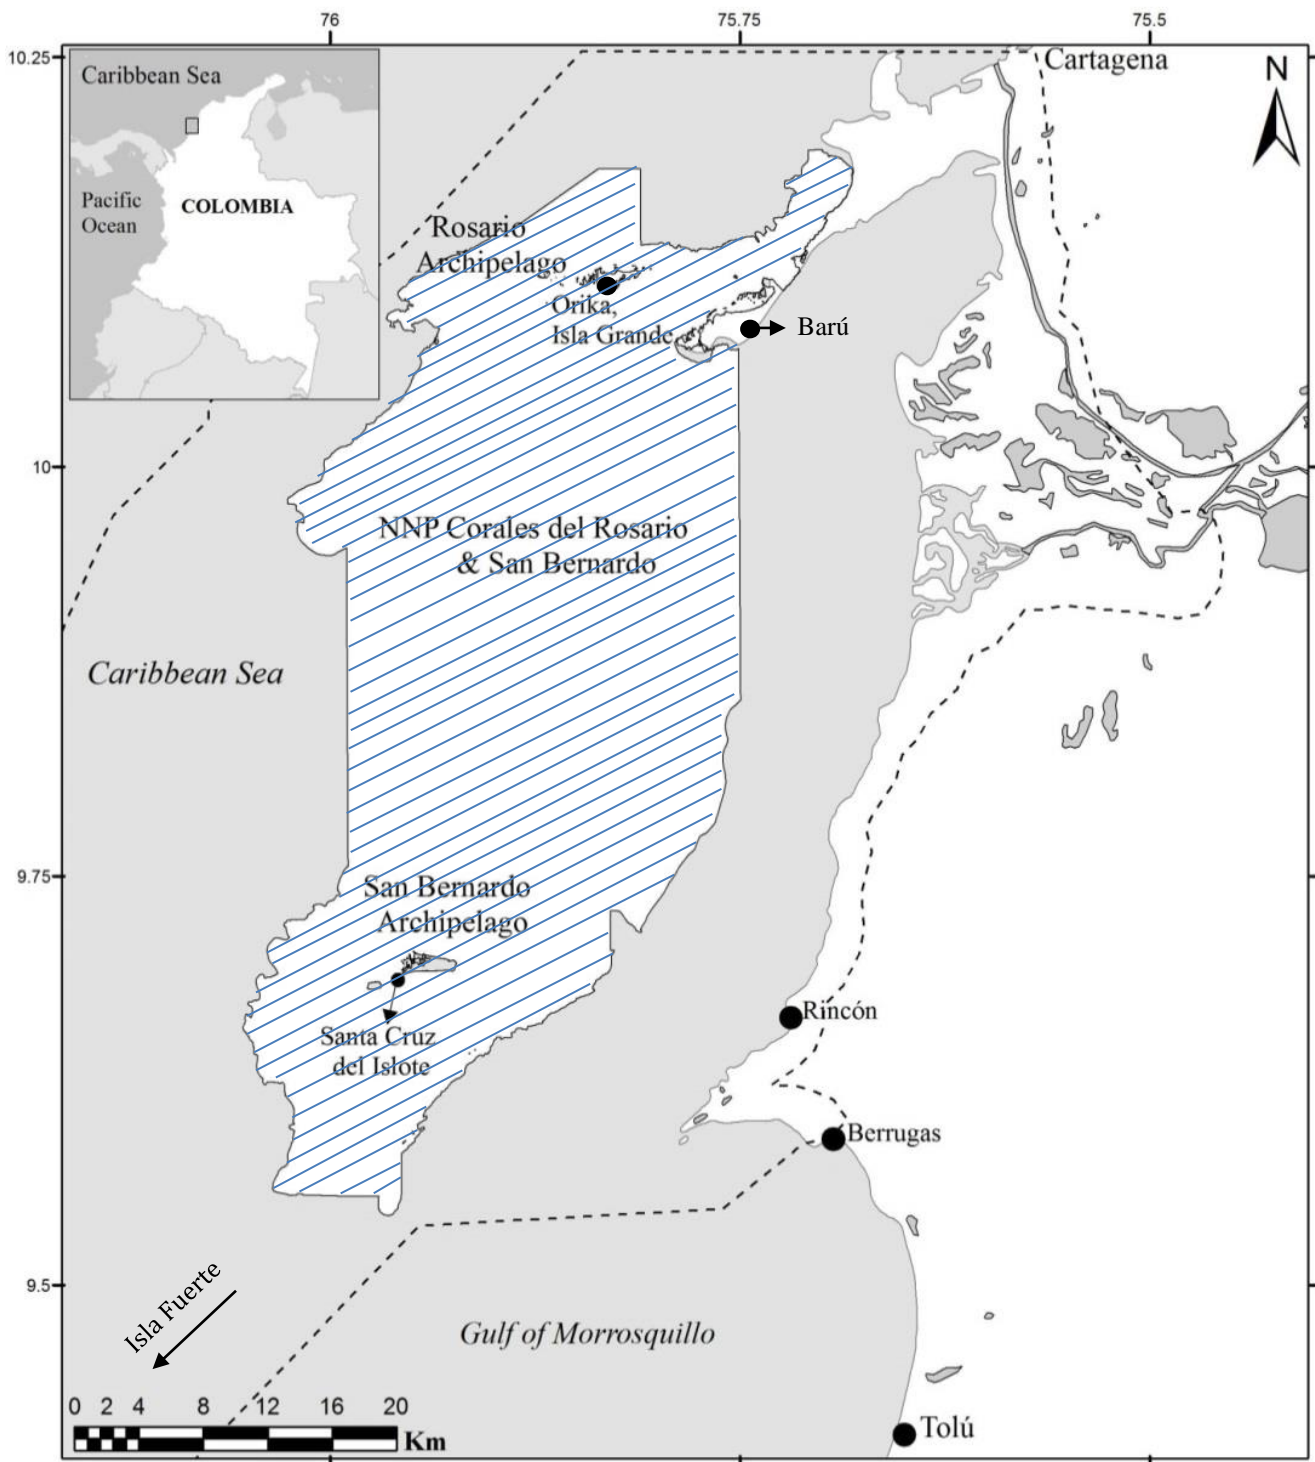 76
75.75
75.5
10.25
Cartagena
N
Caribbean Sea
Pacific
Ocean
COLOMBIA
Rosario
Archipelago
Orika,
Isla Grande
Barú
10
NNP Corales del Rosario
& San Bernardo
Caribbean Sea
9.75
San Bernardo
Archipelago
Santa Cruz
del Islote
Rincón
Berrugas
9.5
Isla Fuerte
Gulf of Morrosquillo
0 2 4 8 12 16 20
Km
Tolú